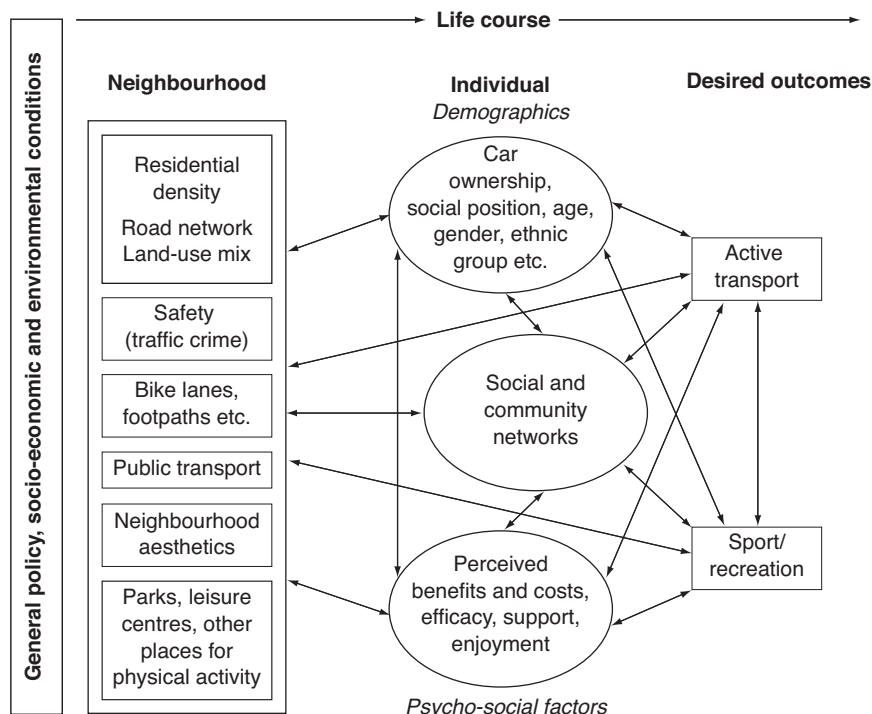 General policy, socio-economic and environmental conditions
Life course
Neighbourhood
Individual
Desired outcomes
Demographics
Residential
density
Road network
Land-use mix
Safety
(traffic crime)
Bike lanes,
footpaths etc.
Public transport
Neighbourhood
aesthetics
Parks, leisure
centres, other
places for
physical activity
Car
ownership,
social position, age,
gender, ethnic
group etc.
Social and
community
networks
Perceived
benefits and costs,
efficacy, support,
enjoyment
Psycho-social factors
Active
transport
Sport/
recreation